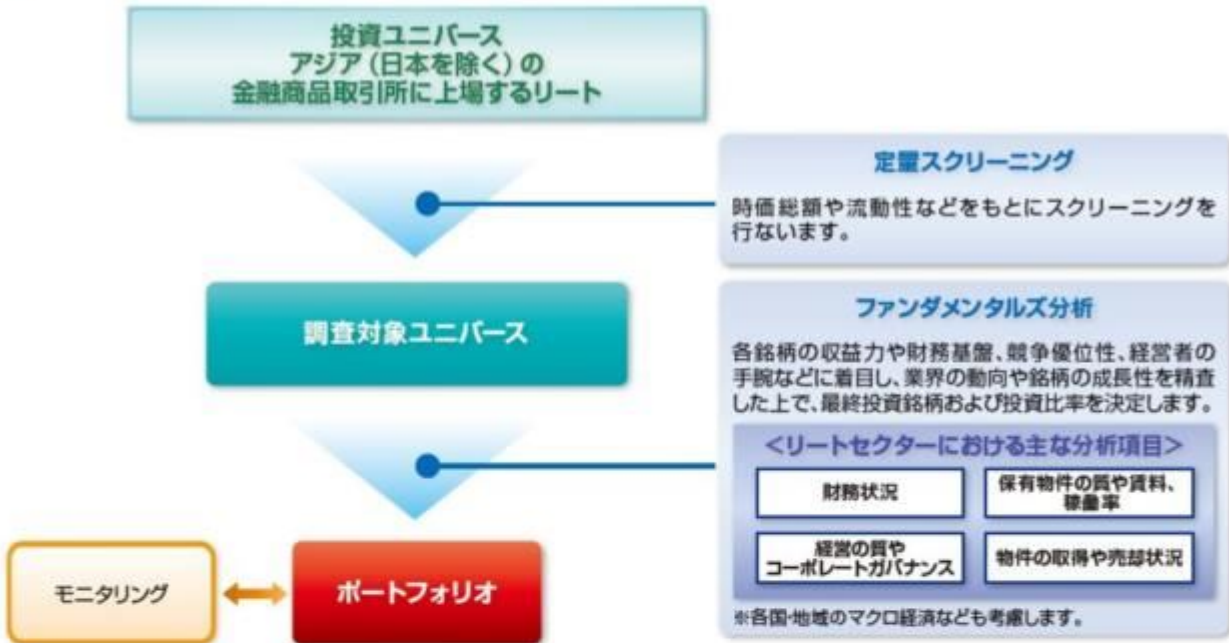 投資ユニバース
アジア（日本を除く）の
金融商品取引所に上場するリート
定量スクリーニング
時価総額や流動性などをもとにスクリーニングを
行ないます。
調査対象ユニバース
ファンダメンタルズ分析
各銘柄の収益力や財務基盤、競争優位性、経営者の
手腕などに着目し、業界の動向や銘柄の成長性を精査
した上で、最終投資銘柄および投資比率を決定します。
＜リートセクターにおける主な分析項目＞
財務状況
保有物件の質や賃料、
稼働率
経営の質や
コーポレートガバナンス
物件の取得や売却状況
※各国・地域のマクロ経済なども考慮します。
モニタリング
ポートフォリオ